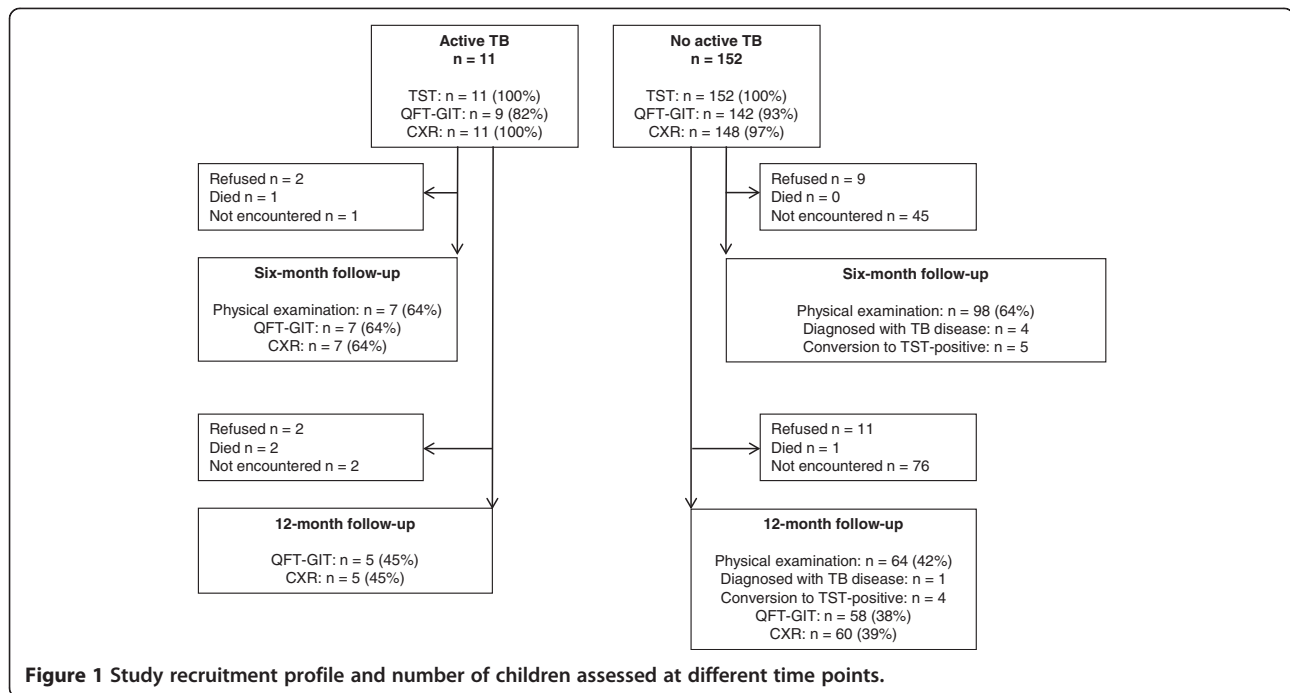 Active TB
n = 11
TST: n = 11 (100%)
QFT-GIT: n = 9 (82%)
CXR: n = 11 (100%)
No active TB
n = 152
TST: n = 152 (100%)
QFT-GIT: n = 142 (93%)
CXR: n = 148 (97%)
Refused n = 2
Died n = 1
Not encountered n = 1
Refused n = 9
Died n = 0
Not encountered n = 45
Six-month follow-up
Physical examination: n = 7 (64%)
QFT-GIT: n = 7 (64%)
CXR: n = 7 (64%)
Six-month follow-up
Physical examination: n = 98 (64%)
Diagnosed with TB disease: n = 4
Conversion to TST-positive: n = 5
Refused n = 2
Died n = 2
Not encountered n = 2
Refused n = 11
Died n = 1
Not encountered n = 76
12-month follow-up
QFT-GIT: n = 5 (45%)
CXR: n = 5 (45%)
12-month follow-up
Physical examination: n = 64 (42%)
Diagnosed with TB disease: n = 1
Conversion to TST-positive: n = 4
QFT-GIT: n = 58 (38%)
CXR: n = 60 (39%)
Figure 1 Study recruitment profile and number of children assessed at different time points.